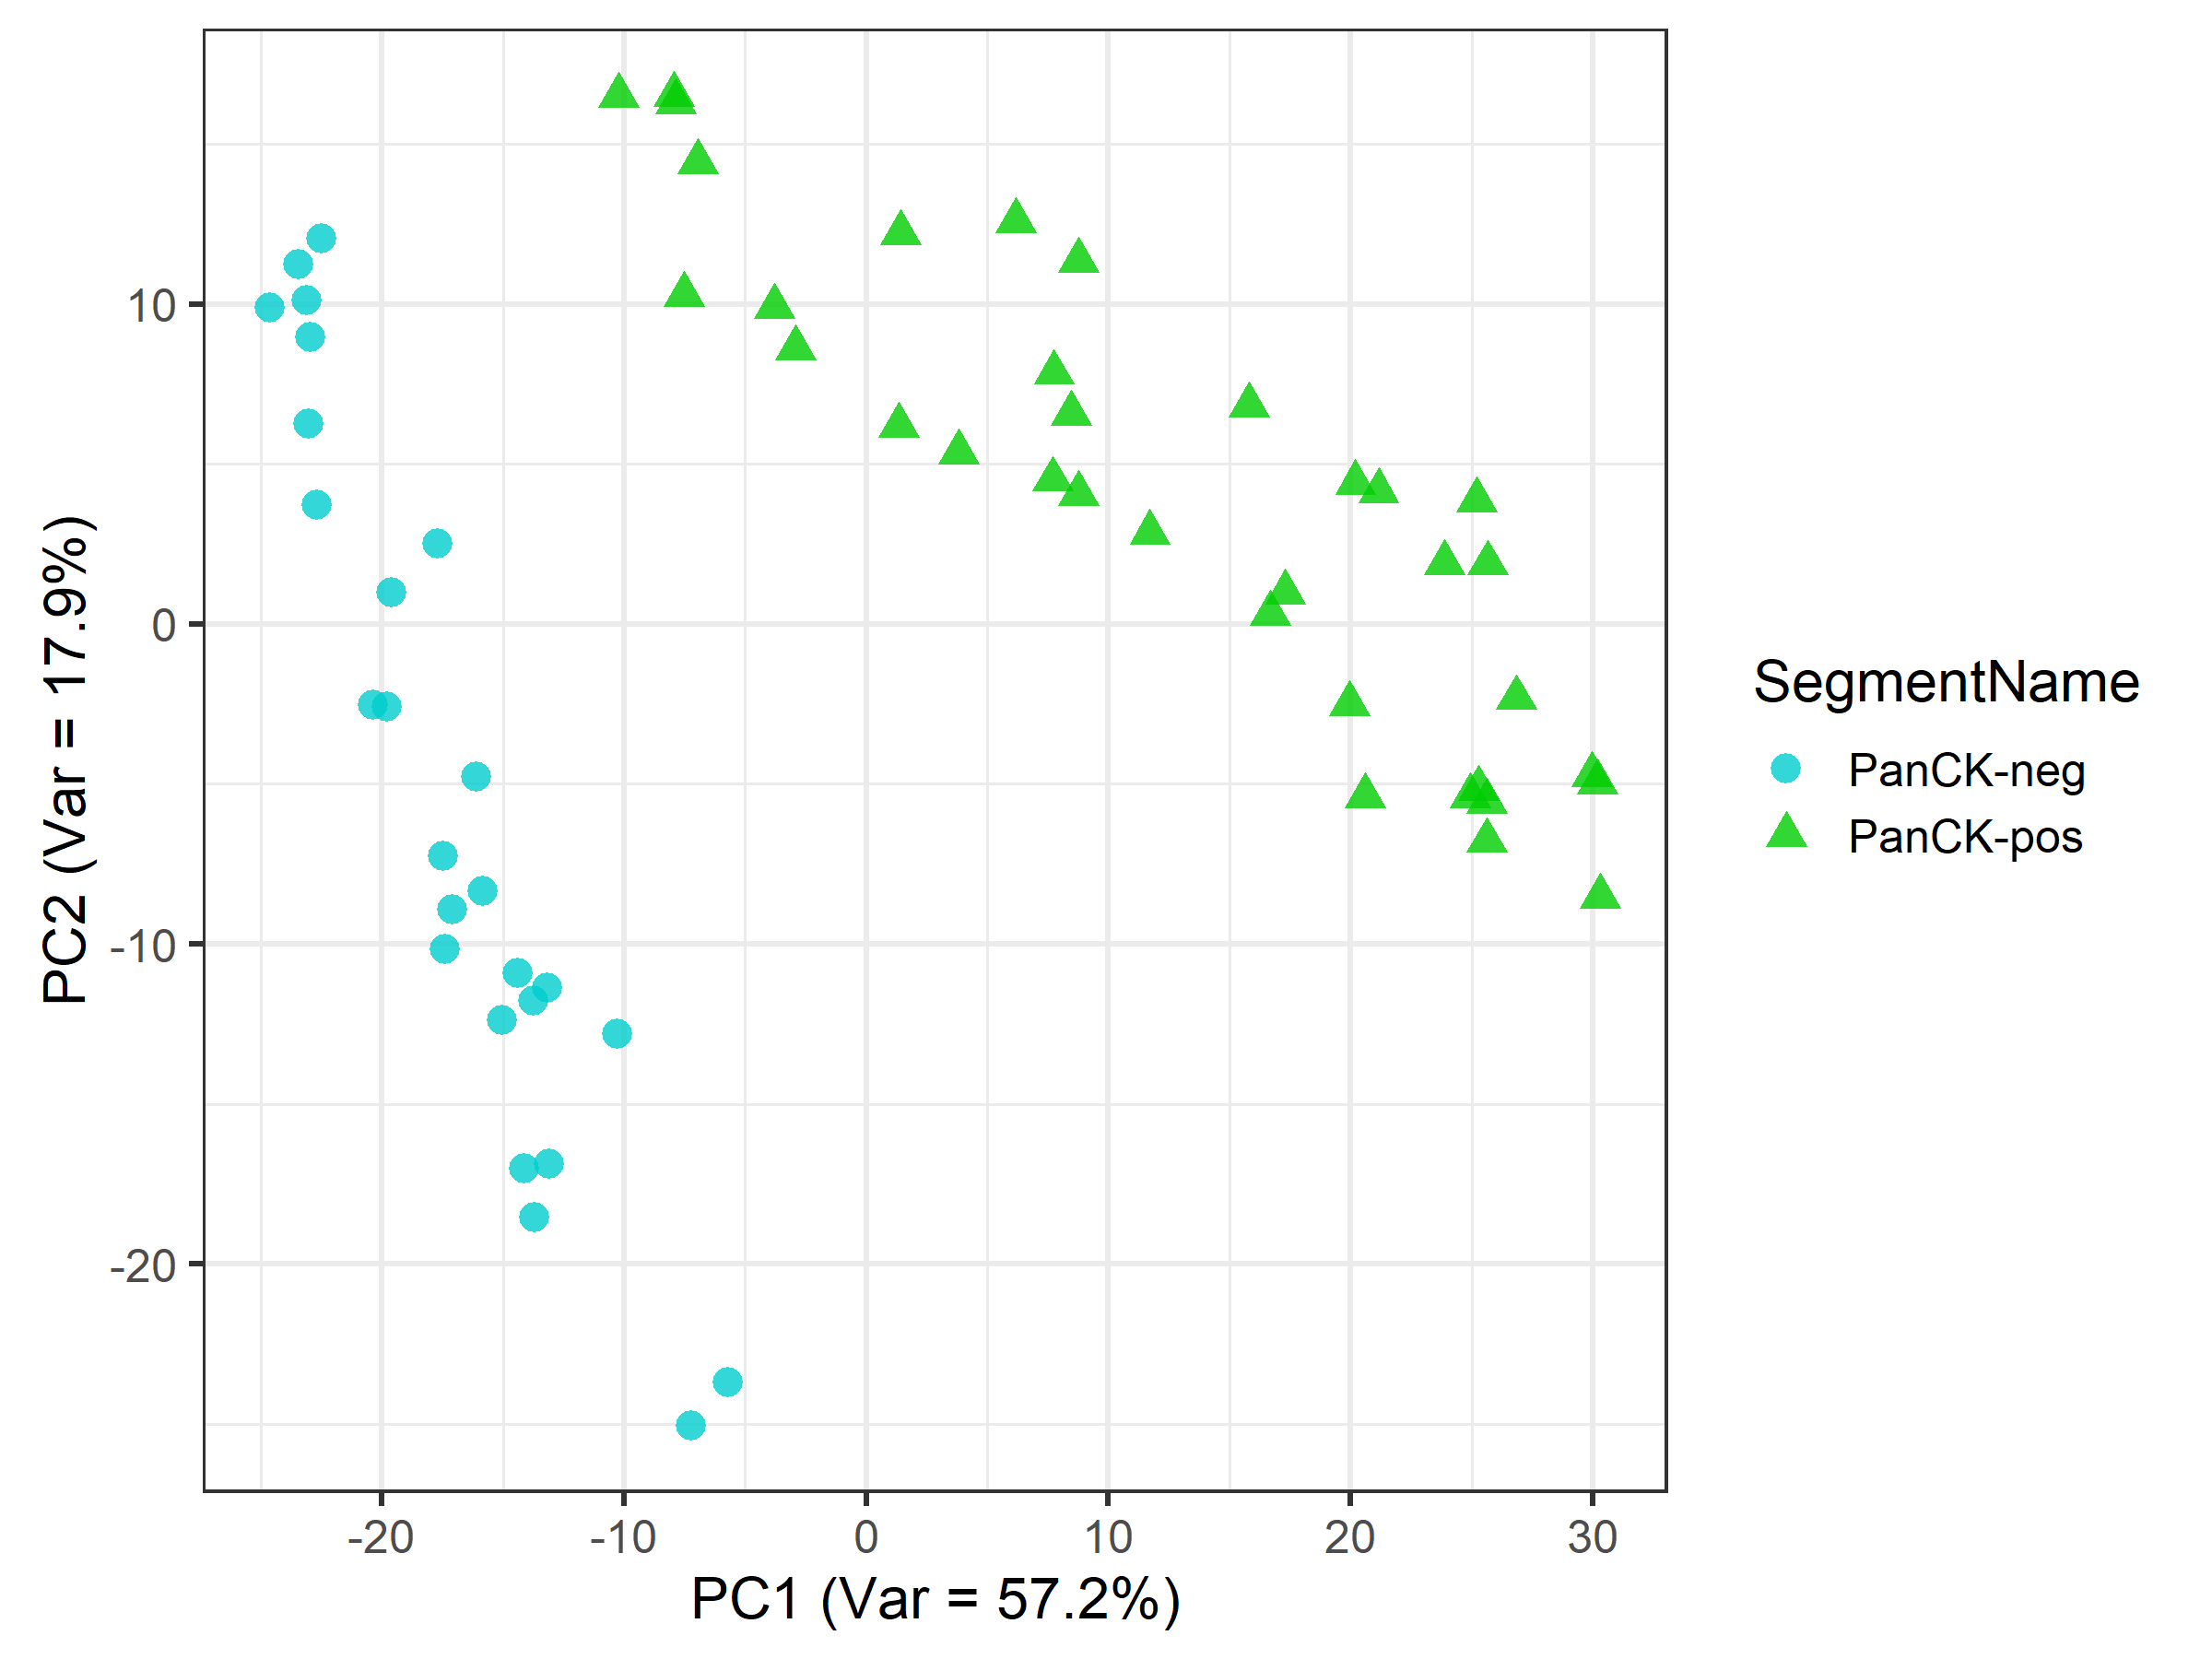 PC2 (Var = 17.9%)
10
0
-10
-20
-20
-10
0
10
20
30
PC1 (Var = 57.2%)
SegmentName
PanCK-neg
PanCK-pos